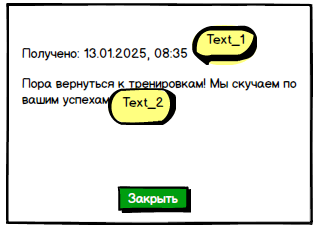 Text_1
Получено: 13.01.2025, 08:35
Пора вернуться к тренировкам! Мы скучаем по
вашим успехам
Text_2
Закрыть